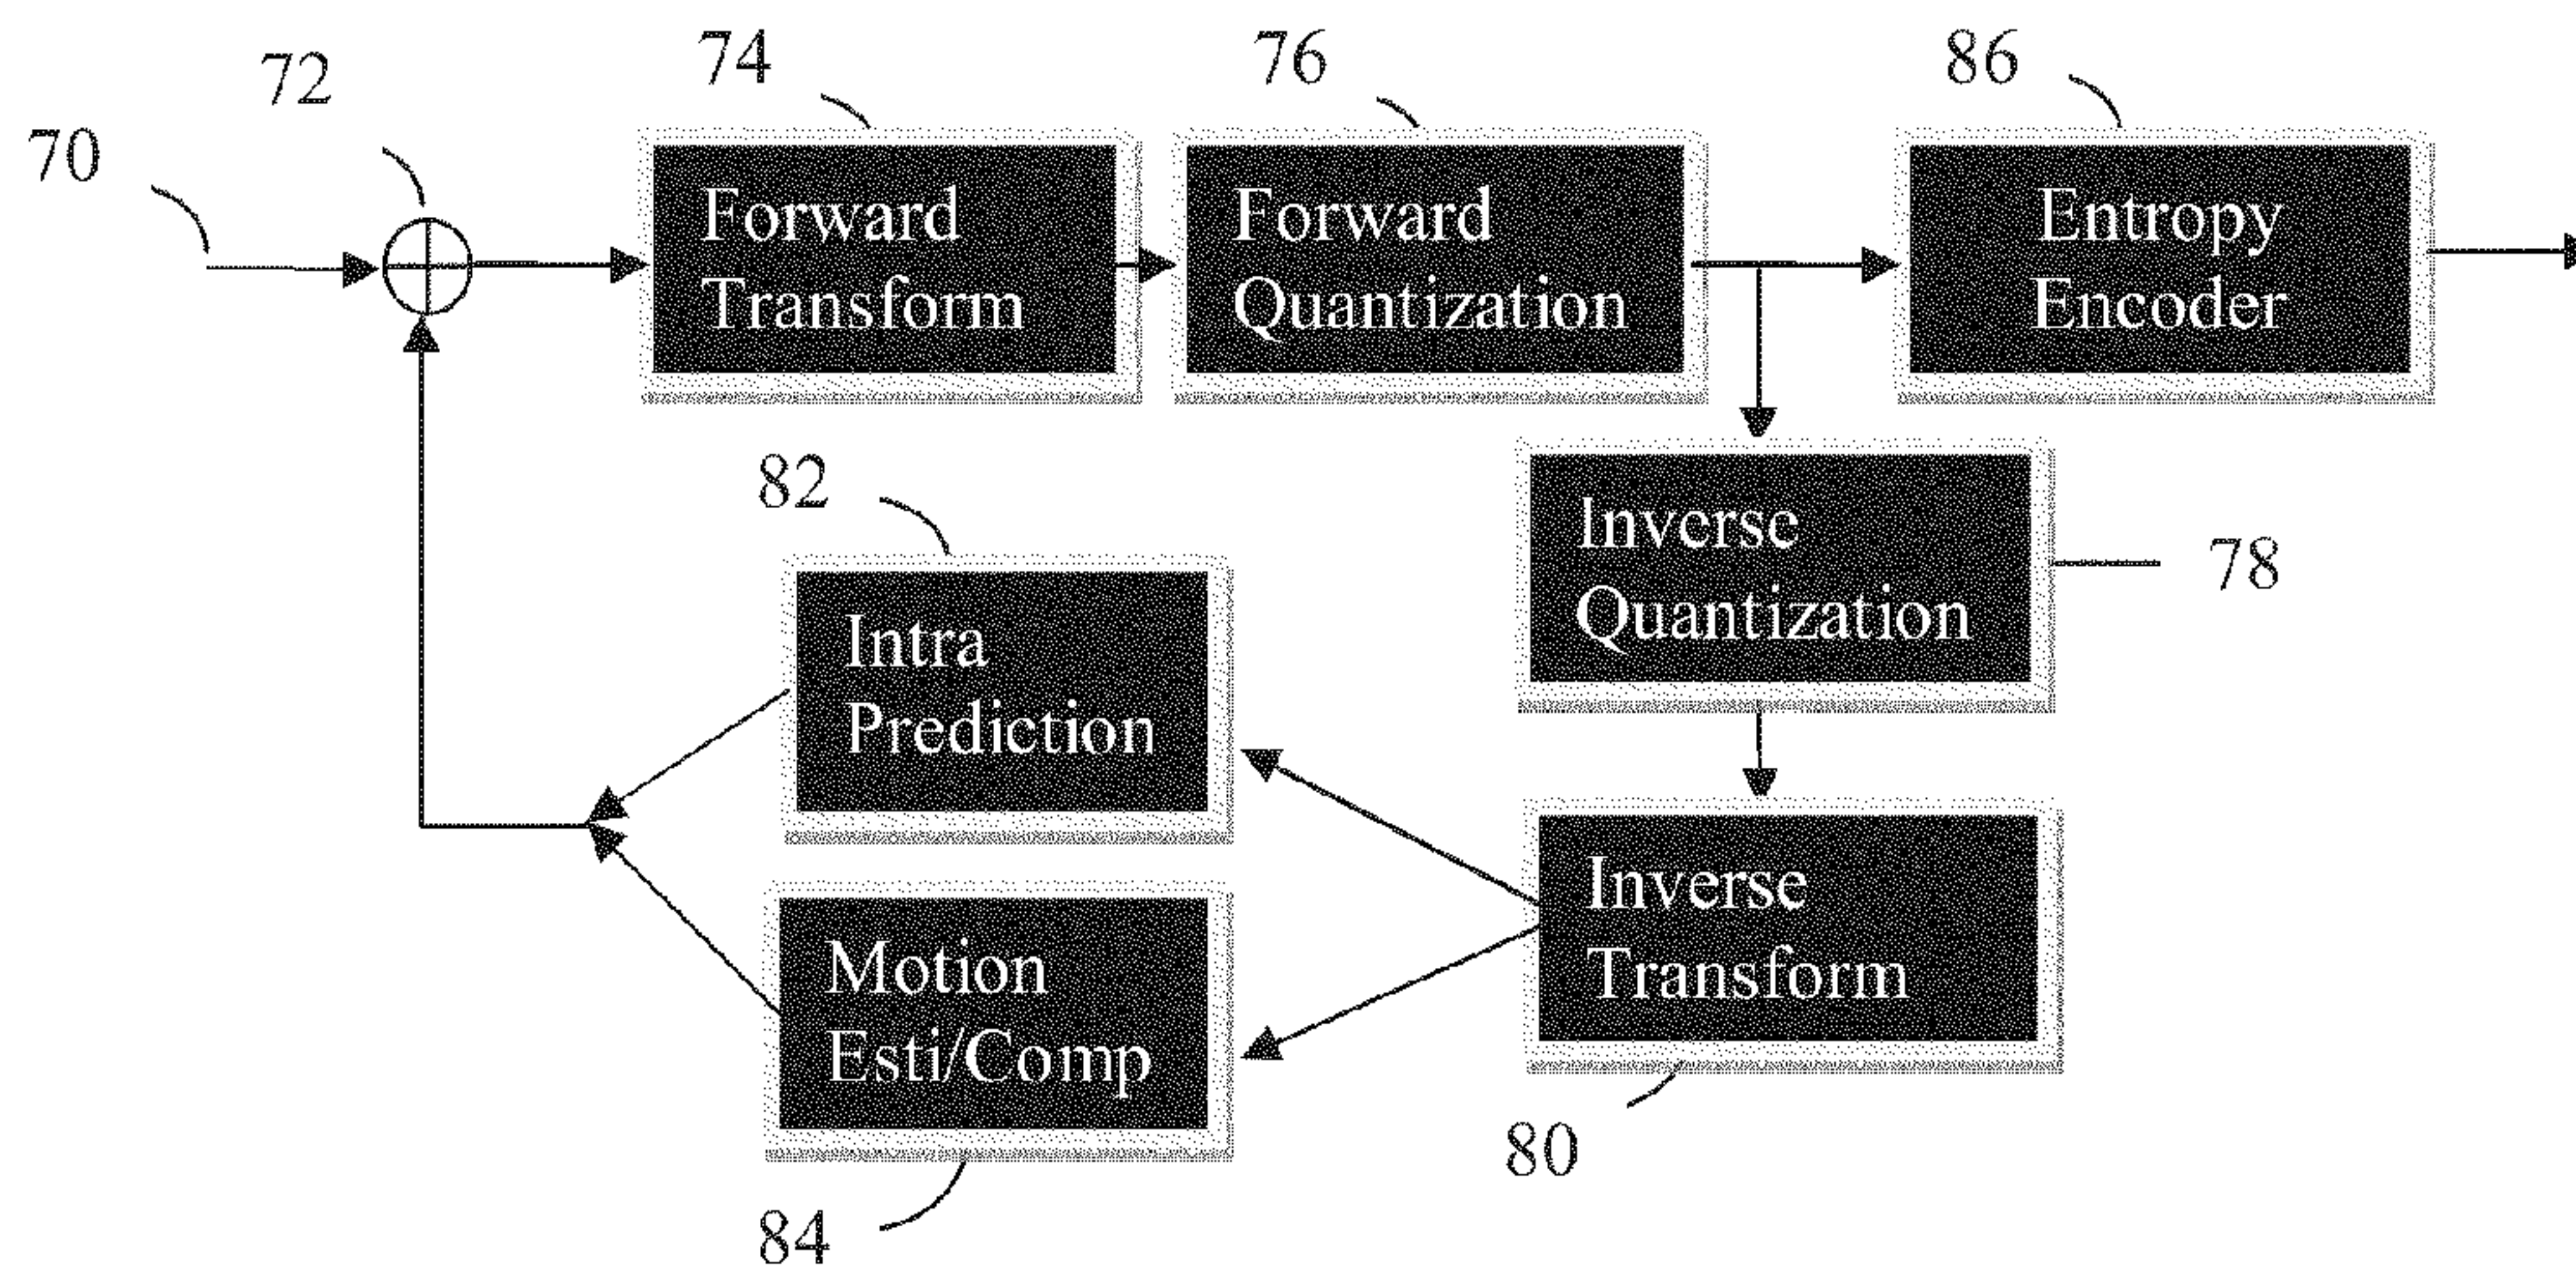 70
72
74
76
86
Forward
Transform
Forward
Quantization
Entropy
Encoder
82
Intra
Prediction
Inverse
Quantization
78
Motion
Esti/Comp
Inverse
Transform
84
80